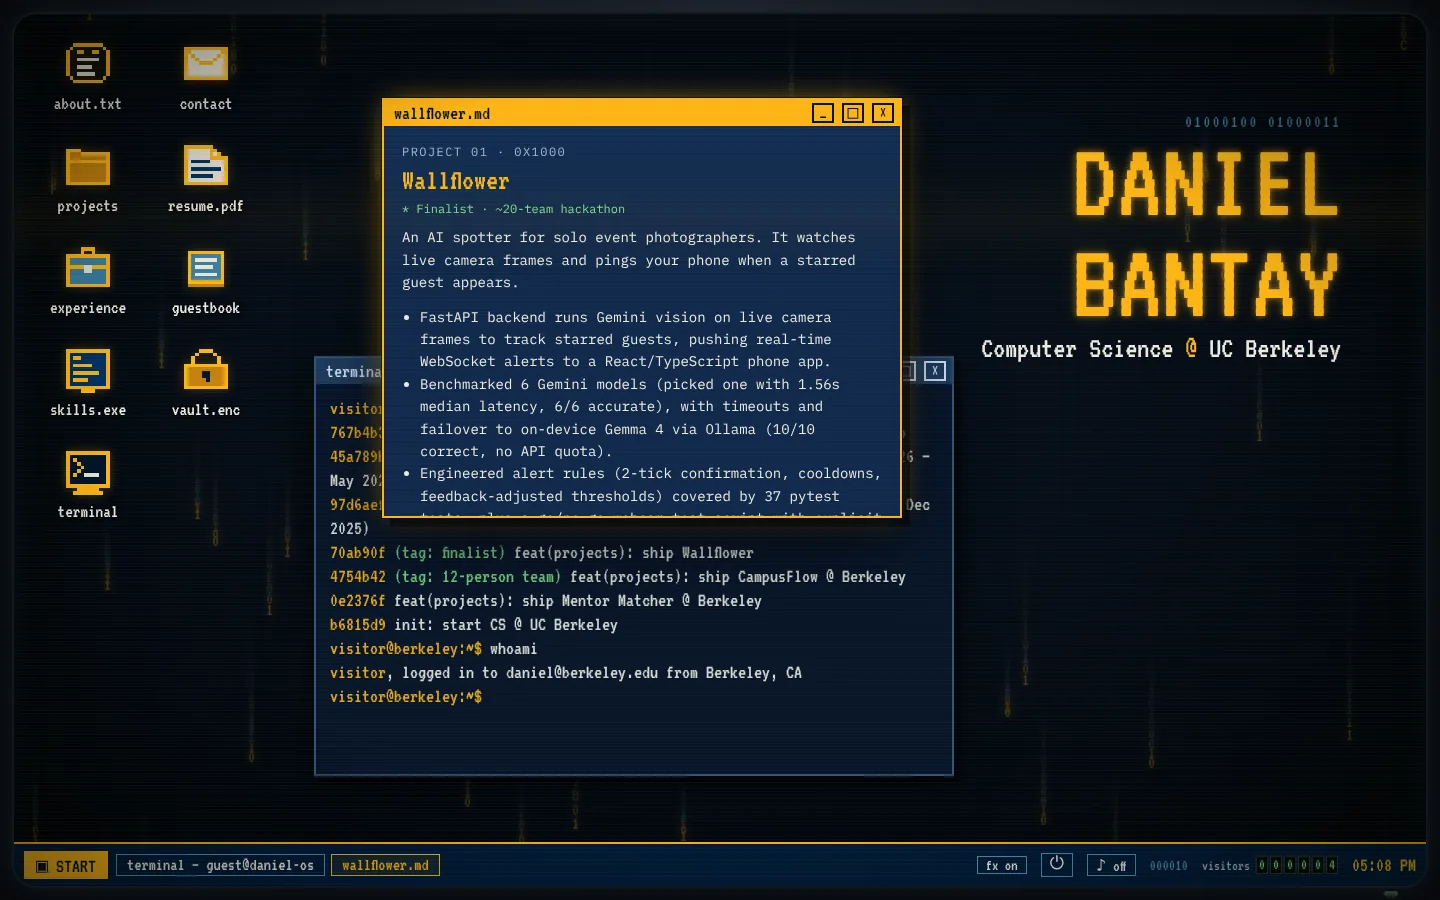 about.txt
contact
projects
resume.pdf
experience
guestbook
skills.exe
vault.enc
terminal
wallflower.md
PROJECT 01 · 0X1000
Wallflower
* Finalist · ~20-team hackathon
An AI spotter for solo event photographers. It watches
live camera frames and pings your phone when a starred
guest appears.
• FastAPI backend runs Gemini vision on live camera
frames to track starred guests, pushing real-time
WebSocket alerts to a React/TypeScript phone app.
• Benchmarked 6 Gemini models (picked one with 1.56s
median latency, 6/6 accurate), with timeouts and
failover to on-device Gemma 4 via Ollama (10/10
correct, no API quota).
• Engineered alert rules (2-tick confirmation, cooldowns,
feedback-adjusted thresholds) covered by 37 pytest
01000100 01000011
DANIEL
BANTAY
Computer Science @ UC Berkeley
May
Dec
2025)
70ab90f (tag: finalist) feat(projects): ship Wallflower
4754b42 (tag: 12-person team) feat(projects): ship CampusFlow @ Berkeley
0e2376f feat(projects): ship Mentor Matcher @ Berkeley
b6815d9 init: start CS @ UC Berkeley
visitor@berkeley:~$ whoami
visitor, logged in to daniel@berkeley.edu from Berkeley, CA
visitor@berkeley:~$
START
terminal — guest@daniel-os
wallflower.md
fx on
♪ off
000010
visitors 000004
05:08 PM